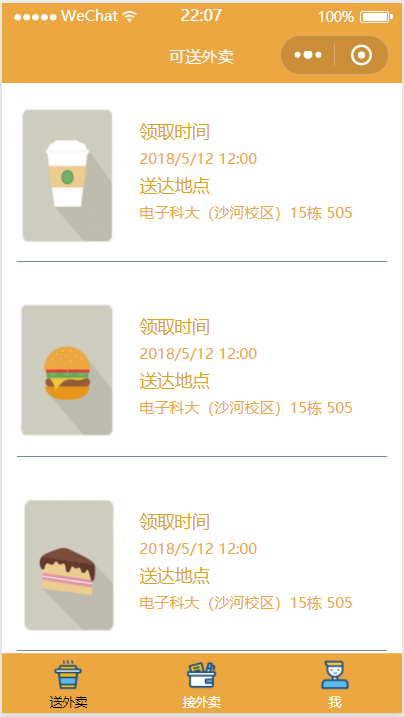 WeChat 22:07 100%
可送外卖
领取时间
2018/5/12 12:00
送达地点
电子科大（沙河校区）15栋 505
领取时间
2018/5/12 12:00
送达地点
电子科大（沙河校区）15栋 505
领取时间
2018/5/12 12:00
送达地点
电子科大（沙河校区）15栋 505
送外卖 接外卖 我